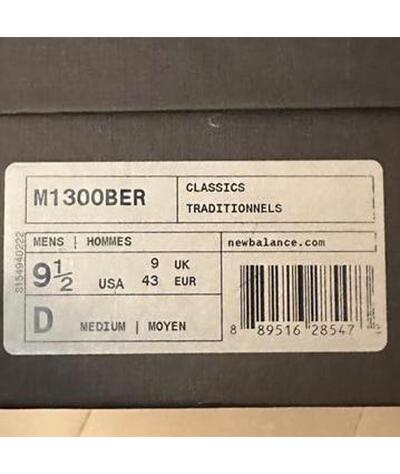 M1300BER
CLASSICS
TRADITIONNELS
MENS | HOMMES
newbalance.com
9½ USA 9 UK
43 EUR
D MEDIUM | MOYEN
8 89516 28547
8154940222